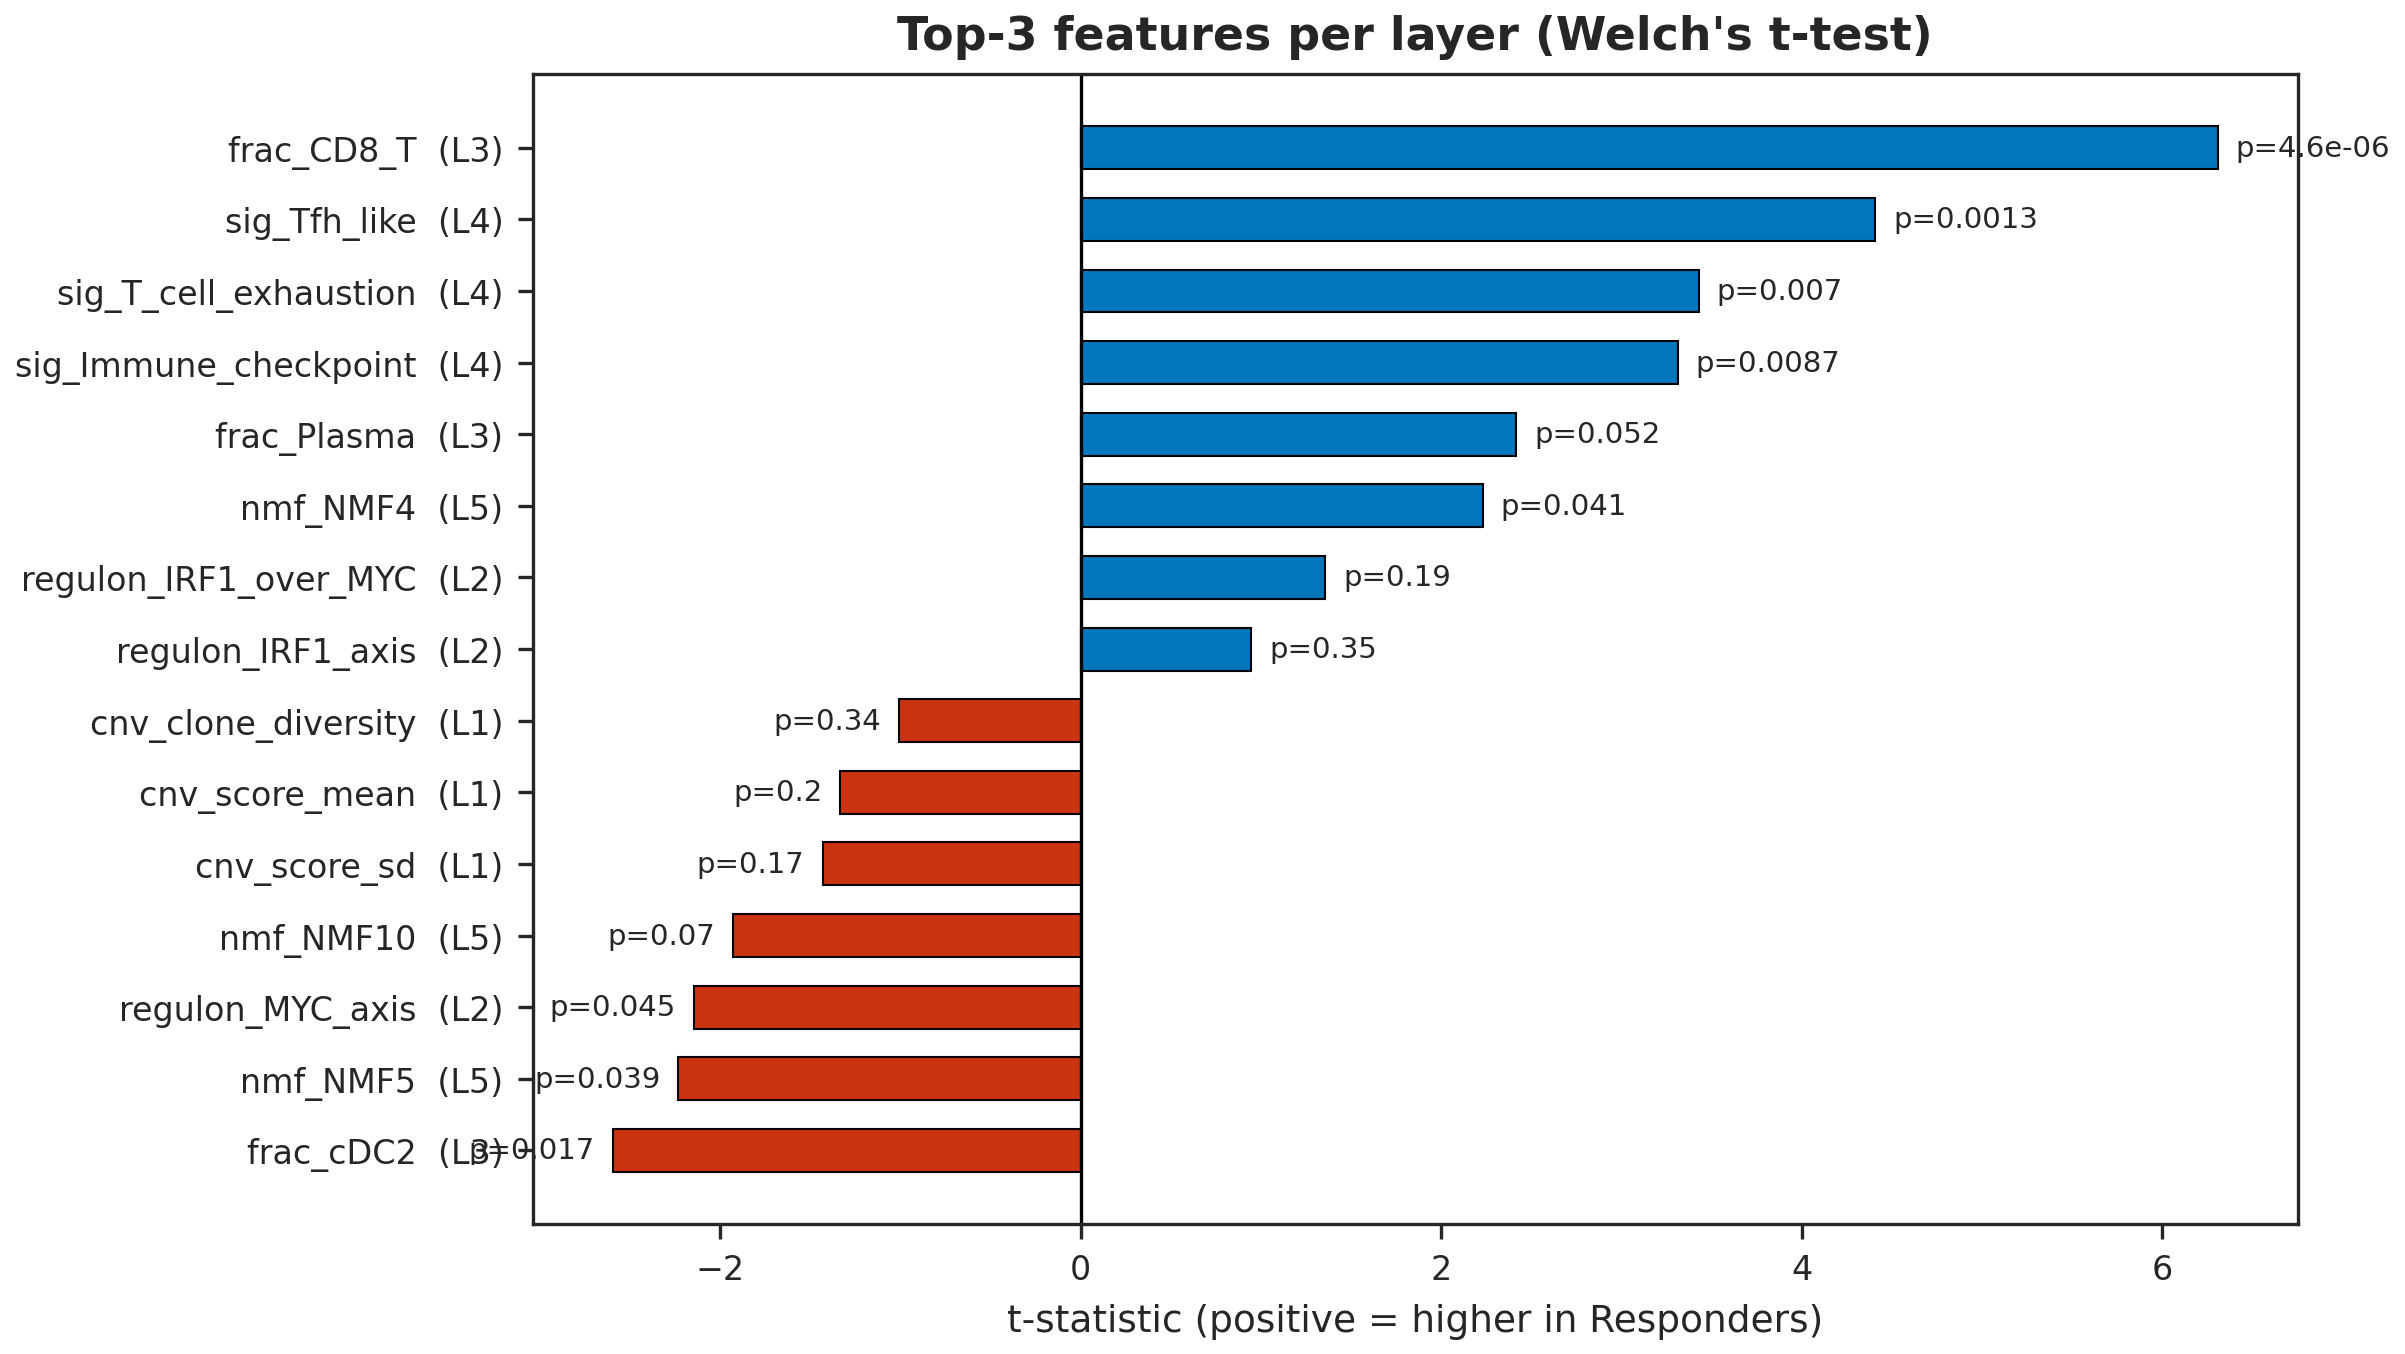 Top-3 features per layer (Welch's t-test)
frac_CD8_T (L3) p=4.6e-06
sig_Tfh_like (L4) p=0.0013
sig_T_cell_exhaustion (L4) p=0.007
sig_Immune_checkpoint (L4) p=0.0087
frac_Plasma (L3) p=0.052
nmf_NMF4 (L5) p=0.041
regulon_IRF1_over_MYC (L2) p=0.19
regulon_IRF1_axis (L2) p=0.35
cnv_clone_diversity (L1) p=0.34
cnv_score_mean (L1) p=0.2
cnv_score_sd (L1) p=0.17
nmf_NMF10 (L5) p=0.07
regulon_MYC_axis (L2) p=0.045
nmf_NMF5 (L5) p=0.039
frac_cDC2 (L3) p=0.017
−2 0 2 4 6
t-statistic (positive = higher in Responders)